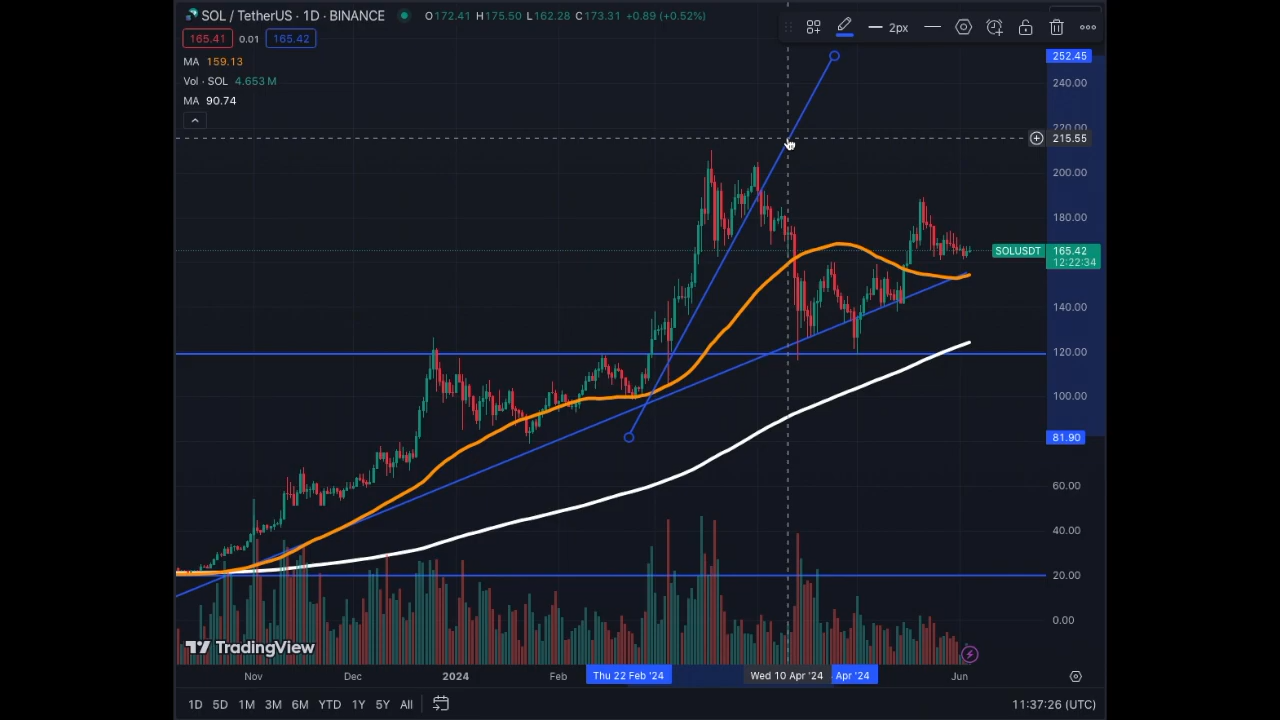 SOL / TetherUS · 1D · BINANCE O172.41 H175.50 L162.28 C173.31 +0.89 (+0.52%)
2px
165.41 0.01 165.42
MA 159.13
Vol · SOL 4.653 M
MA 90.74
252.45
240.00
220.00
215.55
200.00
180.00
SOLUSDT 165.42
12:22:34
140.00
120.00
100.00
81.90
60.00
40.00
20.00
0.00
TradingView
Nov Dec 2024 Feb Thu 22 Feb '24 Wed 10 Apr '24 Apr '24 Jun
1D 5D 1M 3M 6M YTD 1Y 5Y All 11:37:26 (UTC)